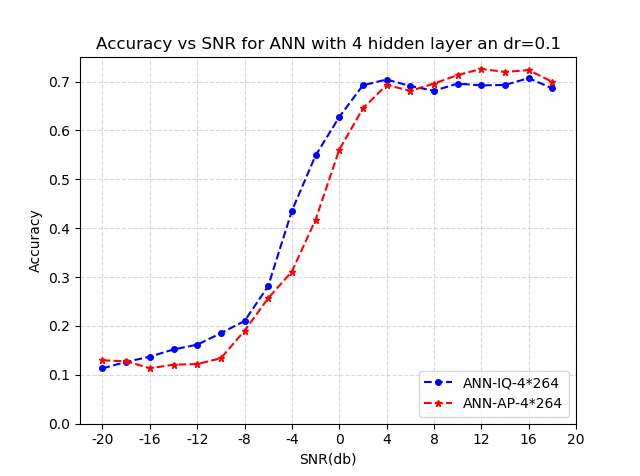 Accuracy vs SNR for ANN with 4 hidden layer an dr=0.1
Accuracy
0.7
0.6
0.5
0.4
0.3
0.2
0.1
0.0
-20 -16 -12 -8 -4 0 4 8 12 16 20
SNR(db)
ANN-IQ-4*264
ANN-AP-4*264